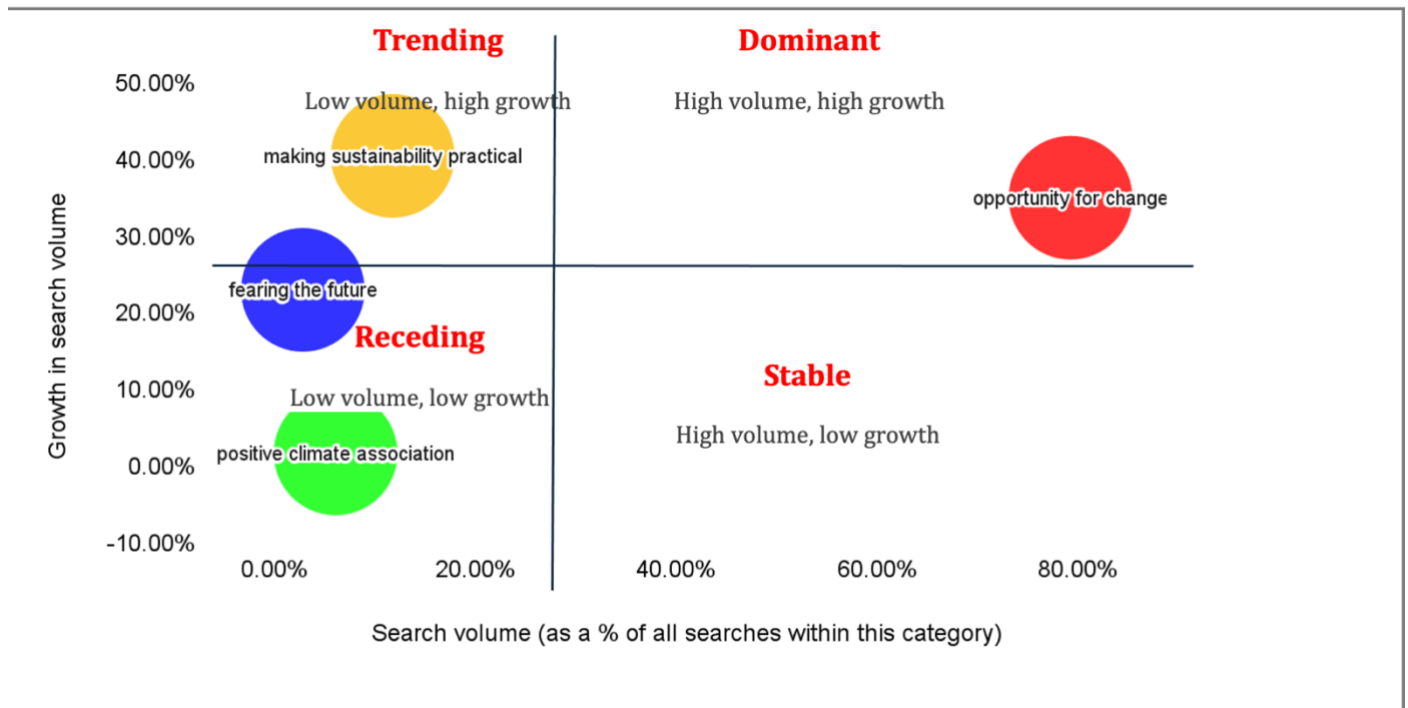 Trending
Dominant
50.00%
Low volume, high growth
High volume, high growth
making sustainability practical
40.00%
opportunity for change
30.00%
Growth in search volume
fearing the future
20.00%
Receding
Stable
10.00%
Low volume, low growth
High volume, low growth
positive climate association
0.00%
-10.00%
0.00%
20.00%
40.00%
60.00%
80.00%
Search volume (as a % of all searches within this category)